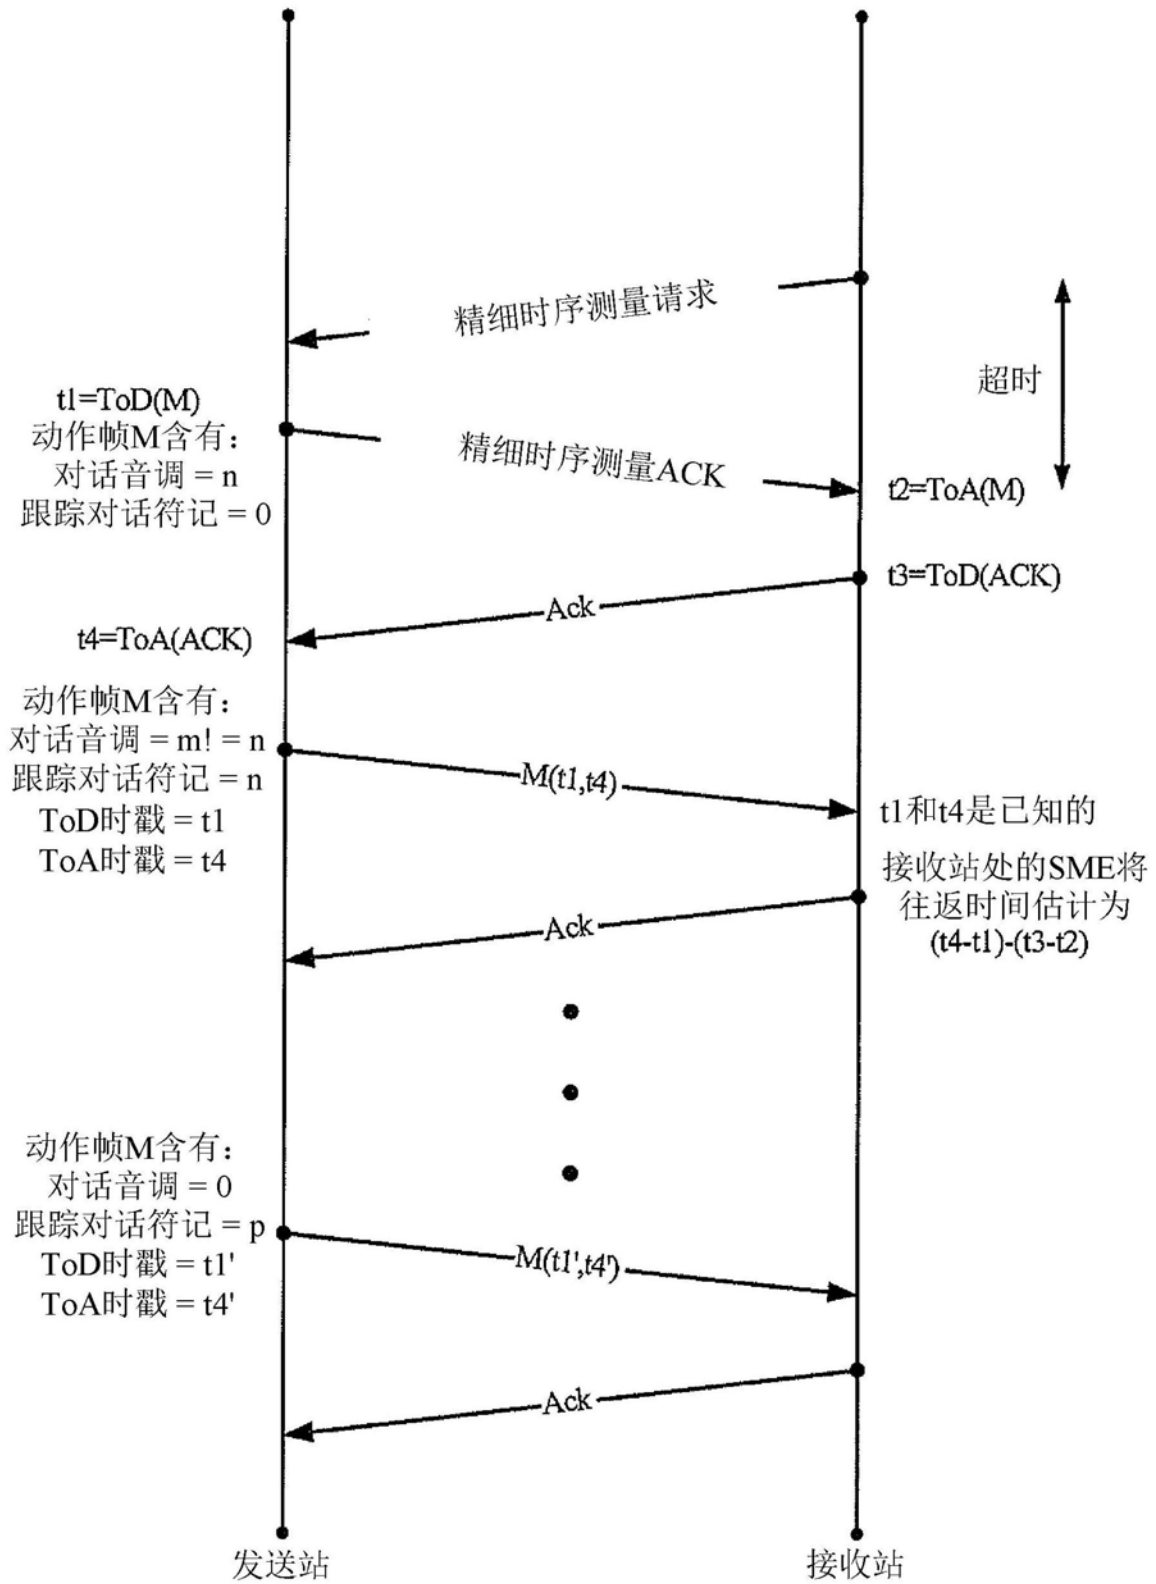 精细时序测量请求
超时
t1=ToD(M)
动作帧M含有：
对话音调 = n
跟踪对话符记 = 0
精细时序测量ACK
t2=ToA(M)
t3=ToD(ACK)
Ack
t4=ToA(ACK)
动作帧M含有：
对话音调 = m! = n
跟踪对话符记 = n
ToD时戳 = t1
ToA时戳 = t4
M(t1,t4)
t1和t4是已知的
接收站处的SME将
往返时间估计为
(t4-t1)-(t3-t2)
Ack
动作帧M含有：
对话音调 = 0
跟踪对话符记 = p
ToD时戳 = t1'
ToA时戳 = t4'
M(t1',t4')
Ack
发送站
接收站